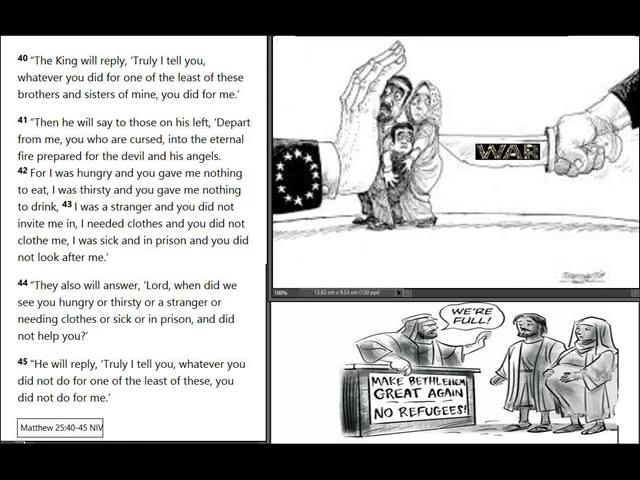 40 “The King will reply, ‘Truly I tell you,
whatever you did for one of the least of these
brothers and sisters of mine, you did for me.’
41 “Then he will say to those on his left, ‘Depart
from me, you who are cursed, into the eternal
fire prepared for the devil and his angels.
42 For I was hungry and you gave me nothing
to eat, I was thirsty and you gave me nothing
to drink, 43 I was a stranger and you did not
invite me in, I needed clothes and you did not
clothe me, I was sick and in prison and you did
not look after me.’
44 “They also will answer, ‘Lord, when did we
see you hungry or thirsty or a stranger or
needing clothes or sick or in prison, and did
not help you?’
45 “He will reply, ‘Truly I tell you, whatever you
did not do for one of the least of these, you
did not do for me.’
Matthew 25:40-45 NIV
WAR
100%
13.82 cm x 9.53 cm (120 ppi)
WE'RE
FULL!
MAKE BETHLEHEM
GREAT AGAIN
NO REFUGEES!